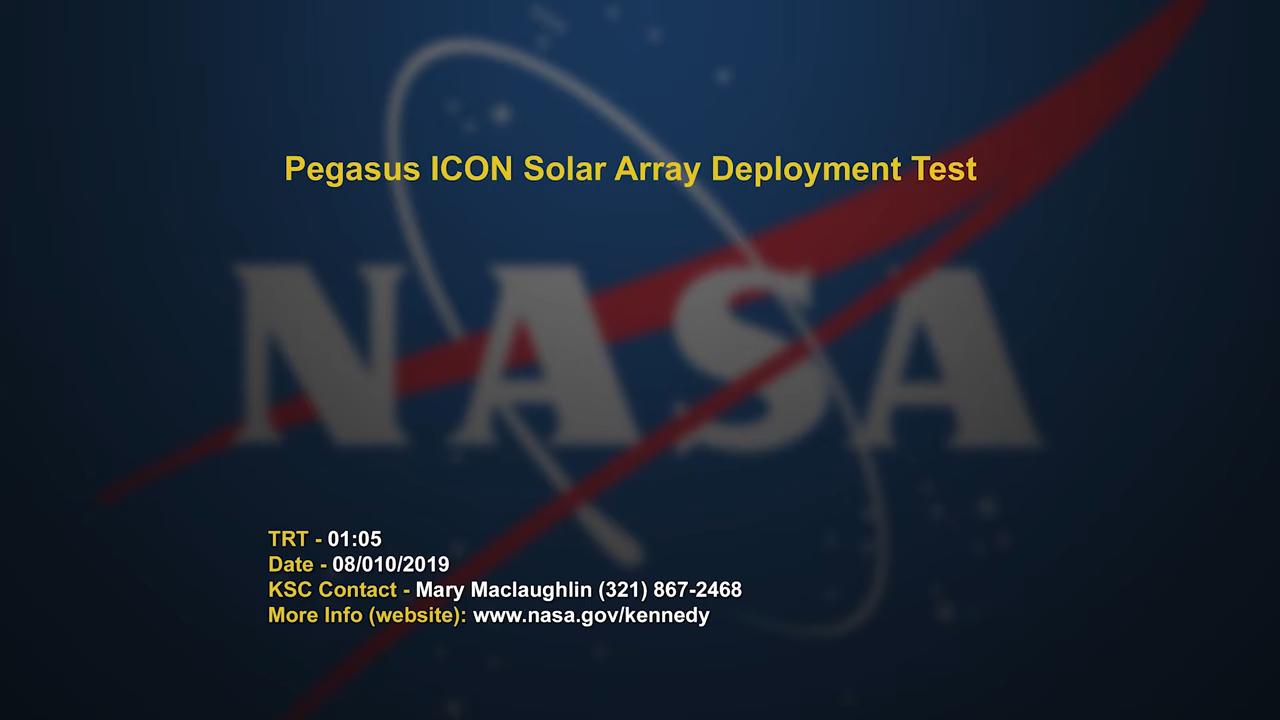 Pegasus ICON Solar Array Deployment Test
NASA
TRT - 01:05
Date - 08/010/2019
KSC Contact - Mary Maclaughlin (321) 867-2468
More Info (website): www.nasa.gov/kennedy